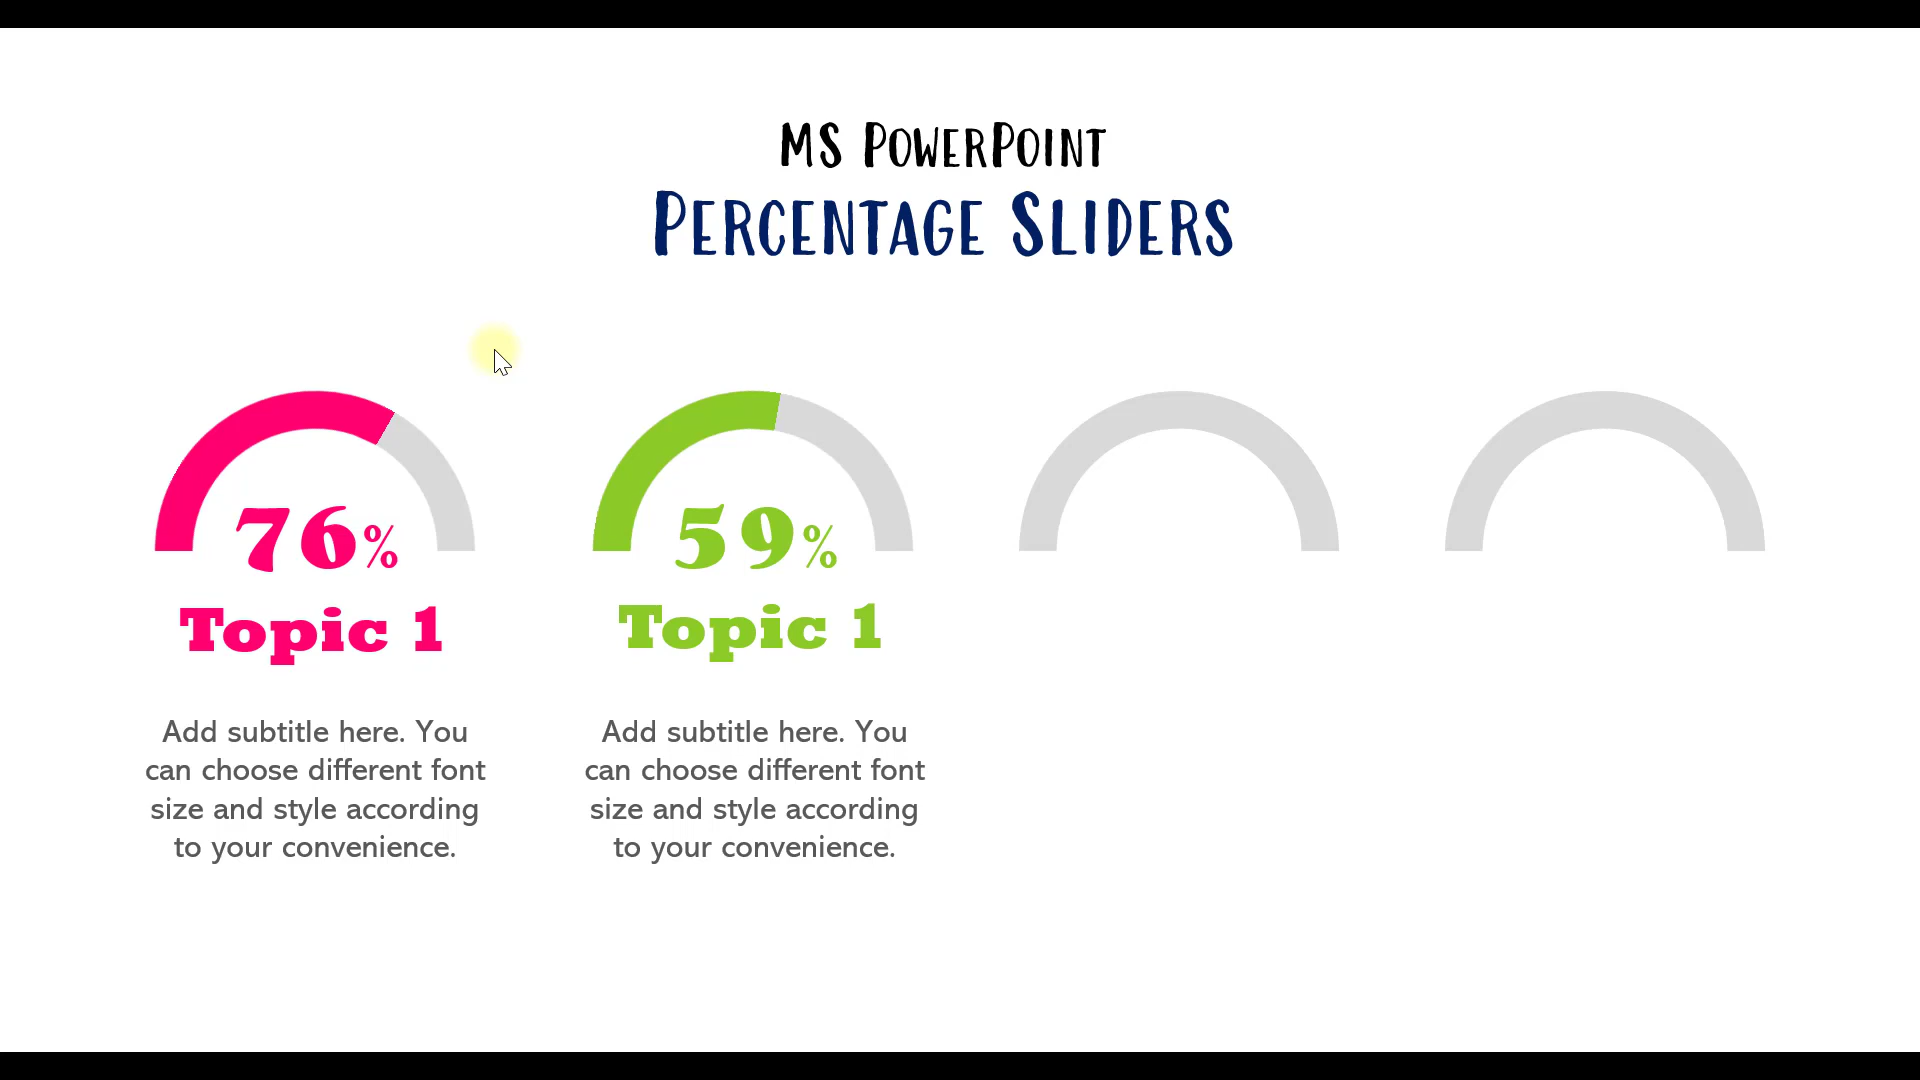 MS PowerPoint
Percentage Sliders
76%
Topic 1
Add subtitle here. You
can choose different font
size and style according
to your convenience.
59%
Topic 1
Add subtitle here. You
can choose different font
size and style according
to your convenience.